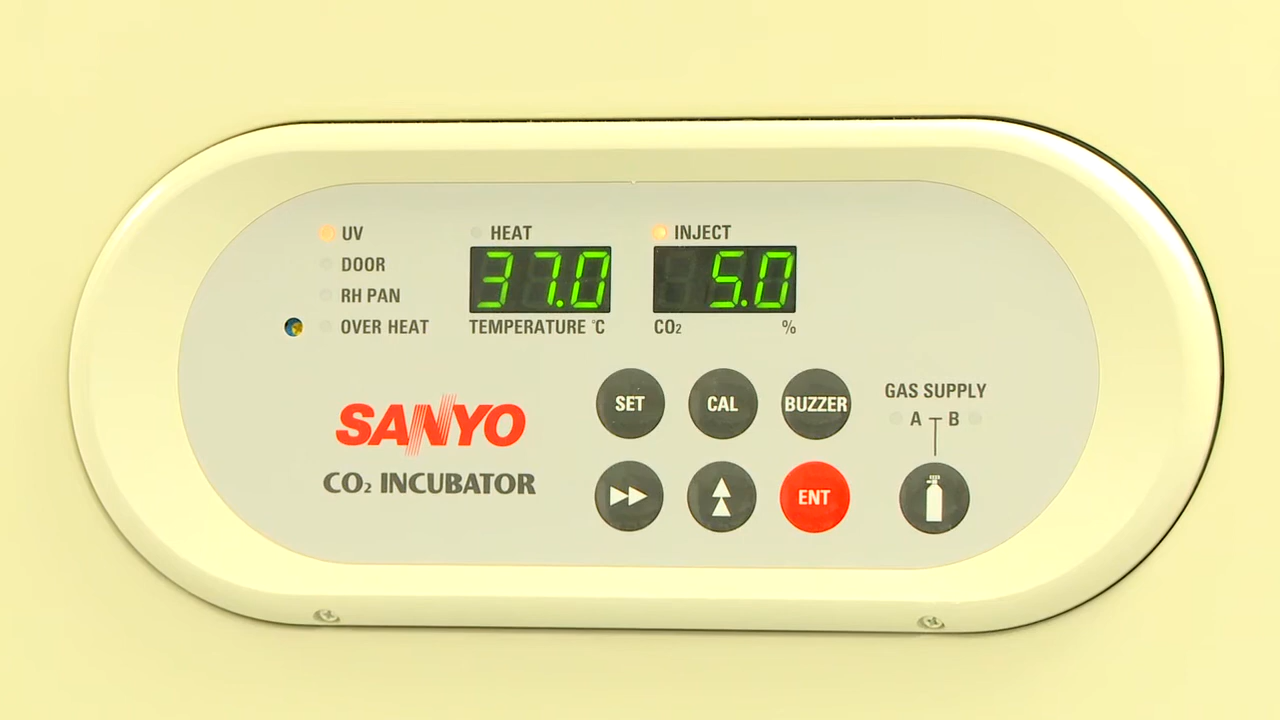 UV
HEAT
INJECT
DOOR
RH PAN
37.0
5.0
OVER HEAT
TEMPERATURE °C
CO₂ %
SET
CAL
BUZZER
GAS SUPPLY
A B
SANYO
CO₂ INCUBATOR
ENT